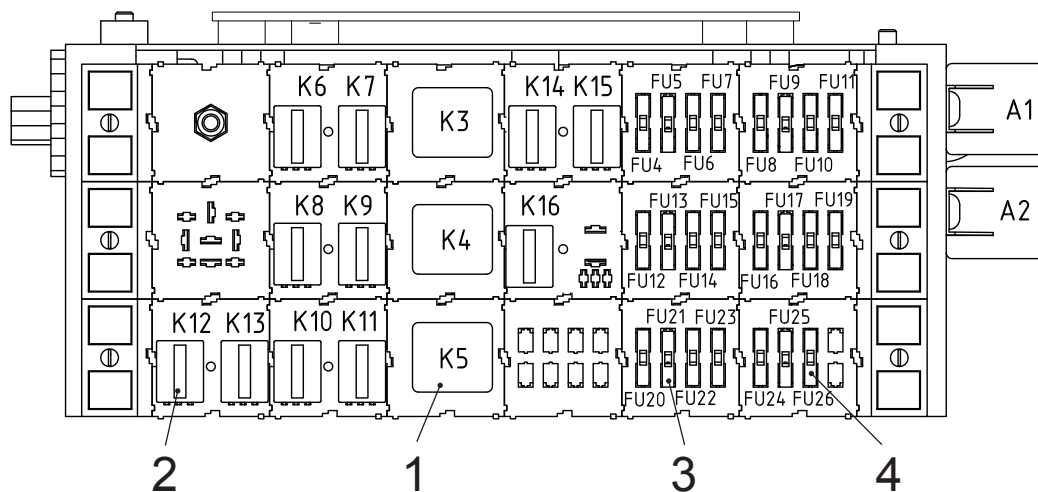 FU5 FU7 FU9 FU11
K6 K7 K3 K14 K15 A1
FU4 FU6 FU8 FU10
FU13 FU15 FU17 FU19
K8 K9 K4 K16 A2
FU12 FU14 FU16 FU18
FU21 FU23 FU25
K12 K13 K10 K11 K5
FU20 FU22 FU24 FU26
2 1 3 4